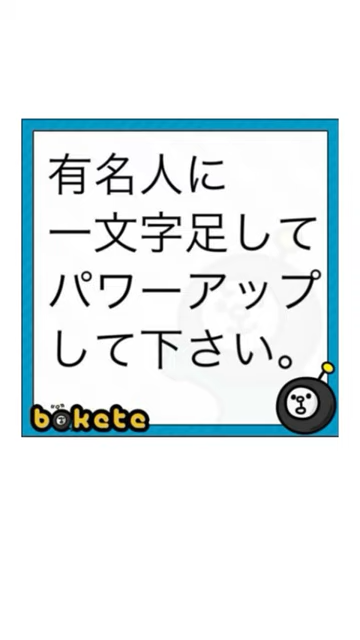 有名人に
一文字足して
パワーアップ
して下さい。
bokete